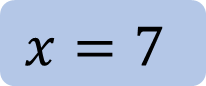 x = 7